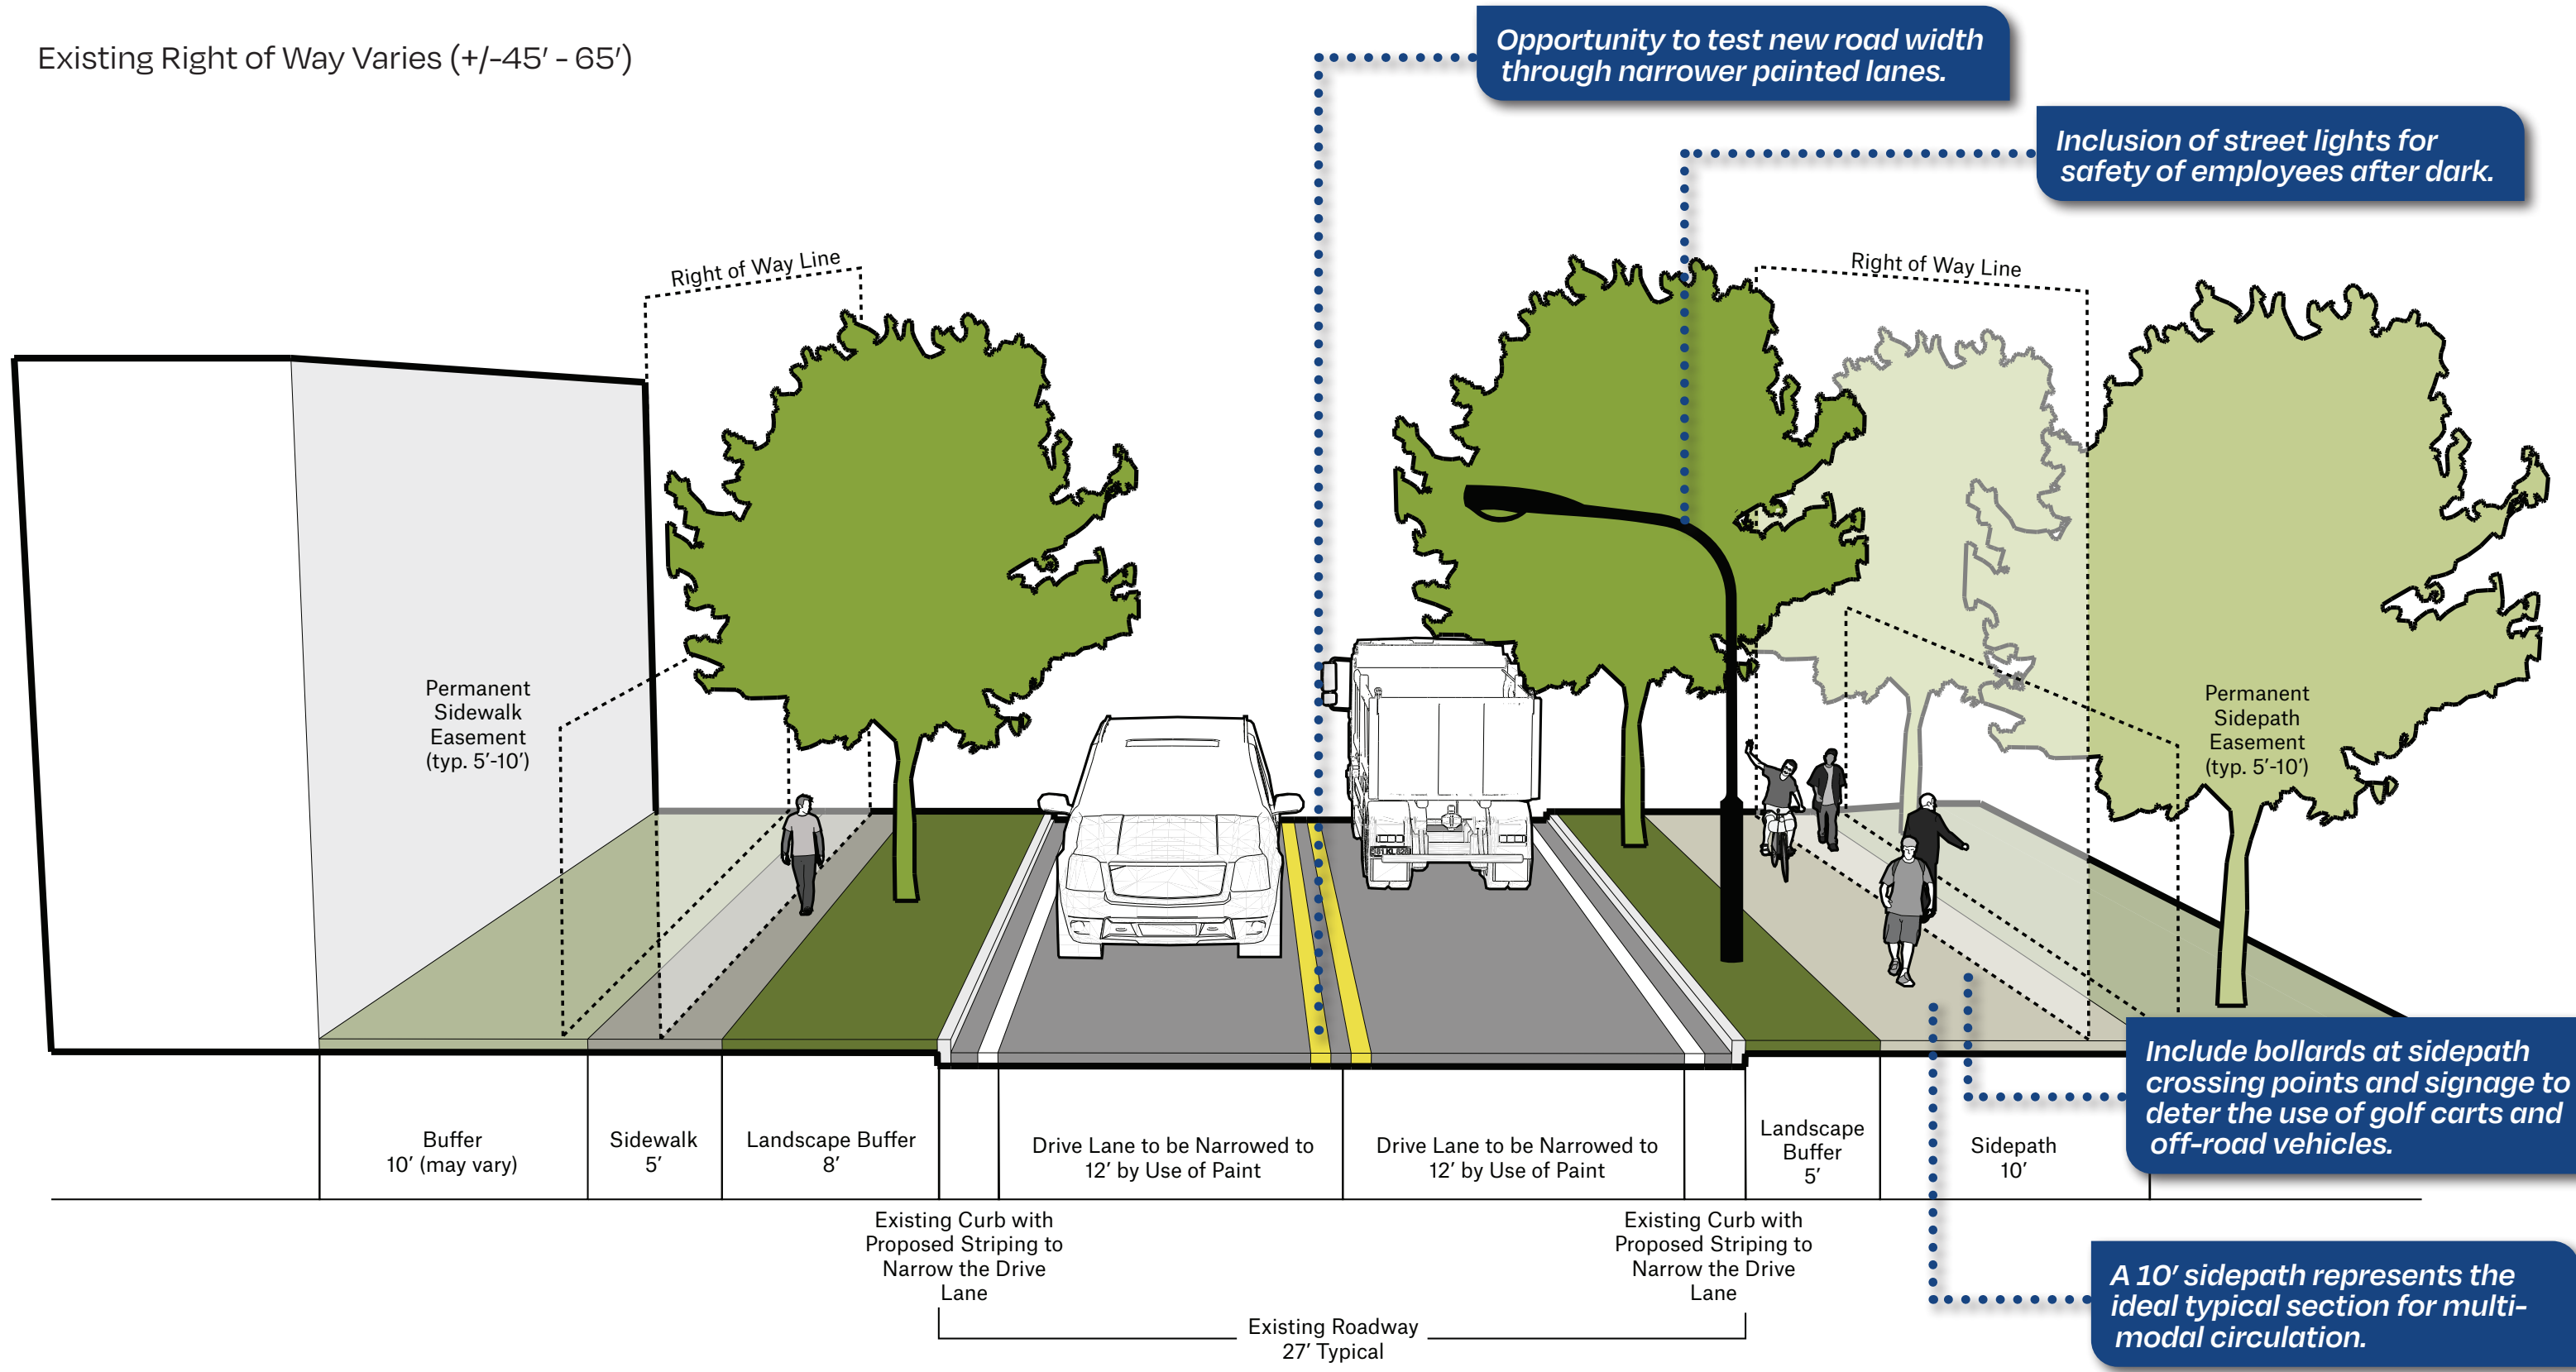 Existing Right of Way Varies (+/-45' - 65')
Opportunity to test new road width
through narrower painted lanes.
Inclusion of street lights for
safety of employees after dark.
Right of Way Line
Right of Way Line
Permanent
Sidewalk
Easement
(typ. 5'-10')
Permanent
Sidepath
Easement
(typ. 5'-10')
Include bollards at sidepath
crossing points and signage to
deter the use of golf carts and
off-road vehicles.
Buffer
10' (may vary)
Sidewalk
5'
Landscape Buffer
8'
Drive Lane to be Narrowed to
12' by Use of Paint
Drive Lane to be Narrowed to
12' by Use of Paint
Landscape
Buffer
5'
Sidepath
10'
Existing Curb with
Proposed Striping to
Narrow the Drive
Lane
Existing Curb with
Proposed Striping to
Narrow the Drive
Lane
A 10' sidepath represents the
ideal typical section for multi-
modal circulation.
Existing Roadway
27' Typical